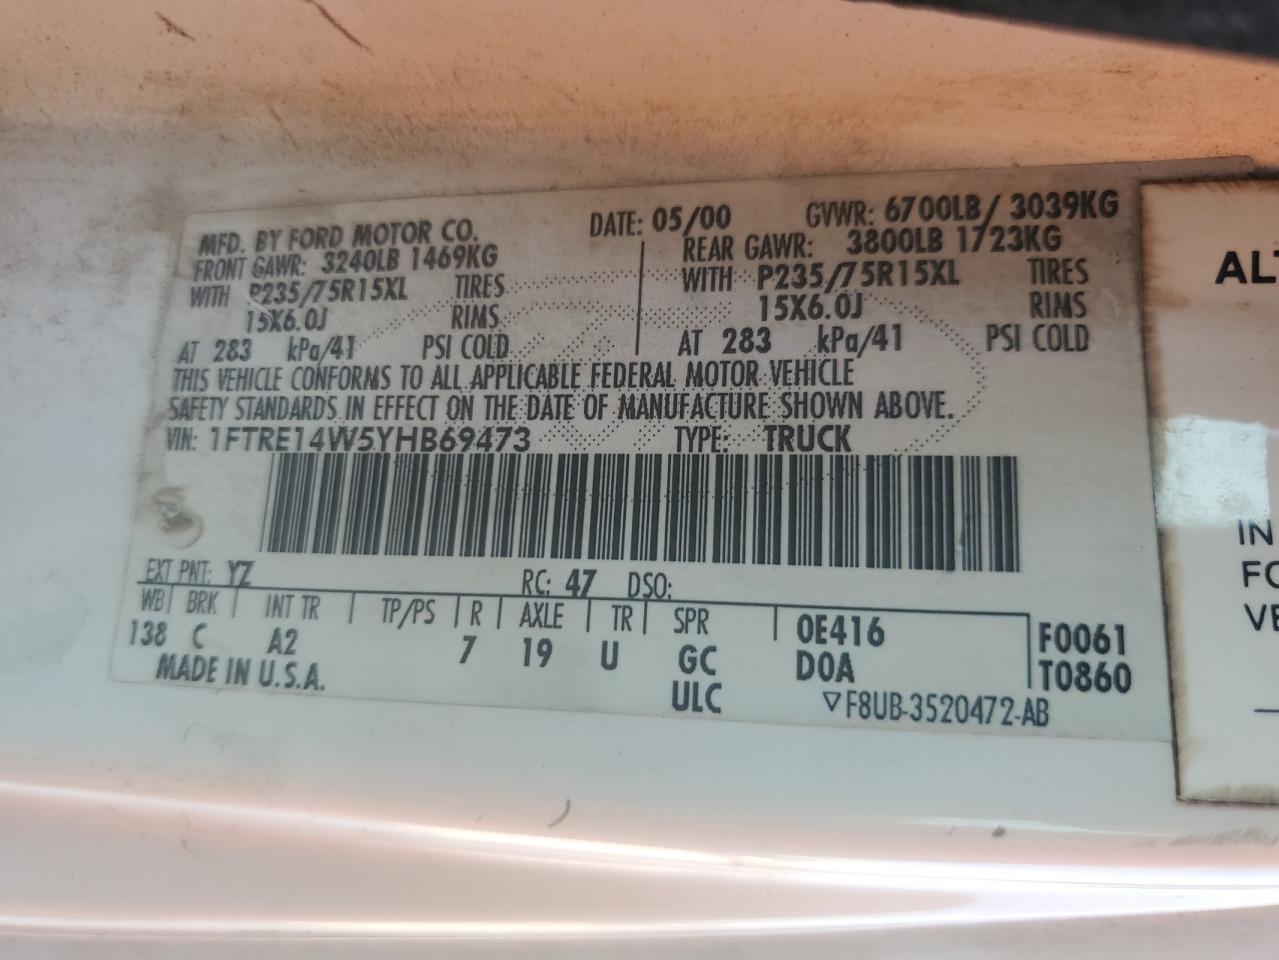 MFD. BY FORD MOTOR CO. DATE: 05/00 GVWR: 6700LB/ 3039KG
FRONT GAWR: 3240LB 1469KG REAR GAWR: 3800LB 1723KG
WITH P235/75R15XL TIRES WITH P235/75R15XL TIRES
15X6.0J RIMS 15X6.0J RIMS
AT 283 kPa/41 PSI COLD AT 283 kPa/41 PSI COLD
THIS VEHICLE CONFORMS TO ALL APPLICABLE FEDERAL MOTOR VEHICLE
SAFETY STANDARDS IN EFFECT ON THE DATE OF MANUFACTURE SHOWN ABOVE.
VIN: 1FTRE14W5YHB69473 TYPE: TRUCK
EXT PNT: YZ RC: 47 DSO:
WB BRK INT TR TP/PS R AXLE TR SPR 0E416 F0061
138 C A2 7 19 U GC D0A T0860
MADE IN U.S.A. ULC ▽F8UB-3520472-AB
ALT
IN
FO
VE